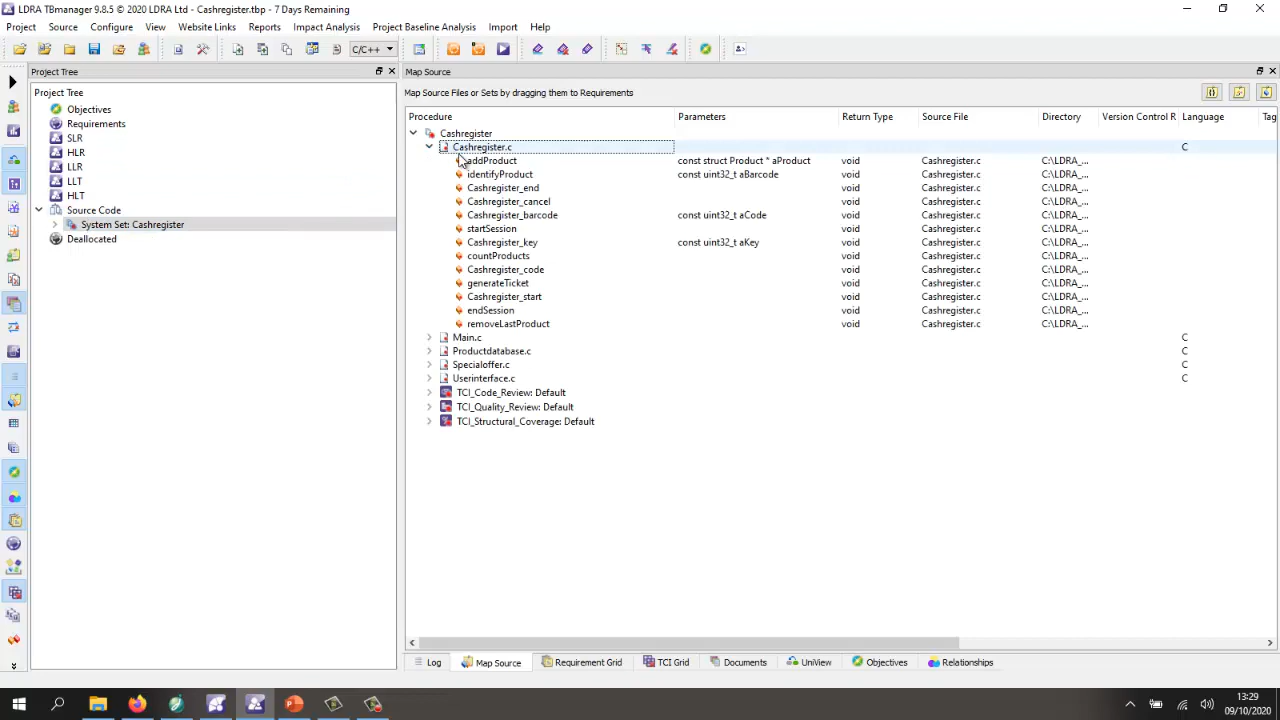 LDRA TBmanager 9.8.5 © 2020 LDRA Ltd - Cashregister.tbp - 7 Days Remaining
Project Source Configure View Website Links Reports Impact Analysis Project Baseline Analysis Import Help
C/C++
Project Tree
Project Tree
Objectives
Requirements
SLR
HLR
LLR
LLT
HLT
Source Code
System Set: Cashregister
Deallocated
Map Source
Map Source Files or Sets by dragging them to Requirements
Procedure Parameters Return Type Source File Directory Version Control R Language Tag
Cashregister
Cashregister.c C
addProduct const struct Product * aProduct void Cashregister.c C:\LDRA_...
identifyProduct const uint32_t aBarcode void Cashregister.c C:\LDRA_...
Cashregister_end void Cashregister.c C:\LDRA_...
Cashregister_cancel void Cashregister.c C:\LDRA_...
Cashregister_barcode const uint32_t aCode void Cashregister.c C:\LDRA_...
startSession void Cashregister.c C:\LDRA_...
Cashregister_key const uint32_t aKey void Cashregister.c C:\LDRA_...
countProducts void Cashregister.c C:\LDRA_...
Cashregister_code void Cashregister.c C:\LDRA_...
generateTicket void Cashregister.c C:\LDRA_...
Cashregister_start void Cashregister.c C:\LDRA_...
endSession void Cashregister.c C:\LDRA_...
removeLastProduct void Cashregister.c C:\LDRA_...
Main.c C
Productdatabase.c C
Specialoffer.c C
Userinterface.c C
TCI_Code_Review: Default
TCI_Quality_Review: Default
TCI_Structural_Coverage: Default
Log Map Source Requirement Grid TCI Grid Documents UniView Objectives Relationships
13:29
09/10/2020